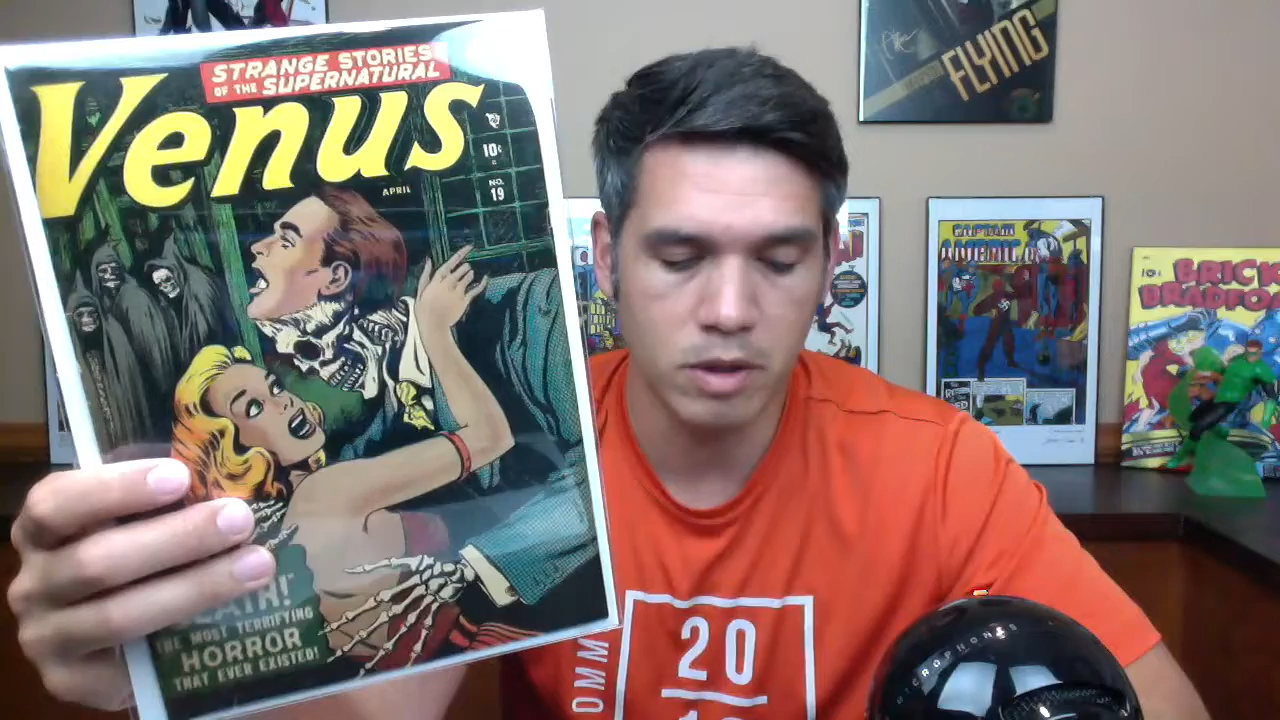 STRANGE STORIES
OF THE SUPERNATURAL
Venus
10¢
APRIL
NO.
19
THE MOST TERRIFYING
HORROR
THAT EVER EXISTED!
FLYING
CAPTAIN
AMERICA
10¢
BRICK
BRADFO
20
MICROPHONES